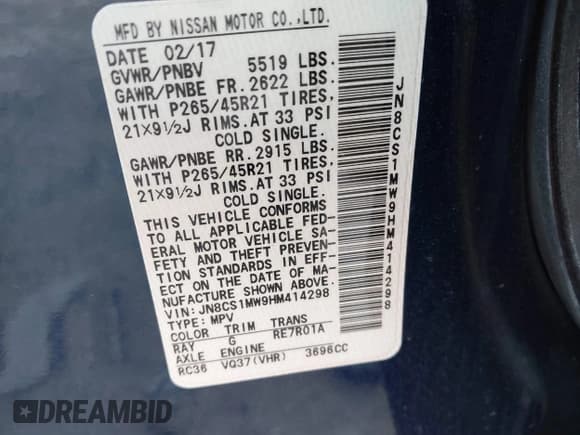 MFD BY NISSAN MOTOR CO.,LTD.
DATE 02/17
GVWR/PNBV 5519 LBS.
GAWR/PNBE FR. 2622 LBS.
WITH P265/45R21 TIRES,
21X9½J RIMS. AT 33 PSI
COLD SINGLE.
GAWR/PNBE RR. 2915 LBS.
WITH P265/45R21 TIRES,
21X9½J RIMS. AT 33 PSI
COLD SINGLE.
THIS VEHICLE CONFORMS
TO ALL APPLICABLE FED-
ERAL MOTOR VEHICLE SA-
FETY AND THEFT PREVEN-
TION STANDARDS IN EFFECT
ON THE DATE OF MA-
NUFACTURE SHOWN ABOVE.
VIN: JN8CS1MW9HM414298
TYPE: MPV
COLOR TRIM TRANS
RAY G RE7R01A
AXLE ENGINE
RC36 VQ37(VHR) 3696CC
JN8CS1MW9HM414298
DREAMBID